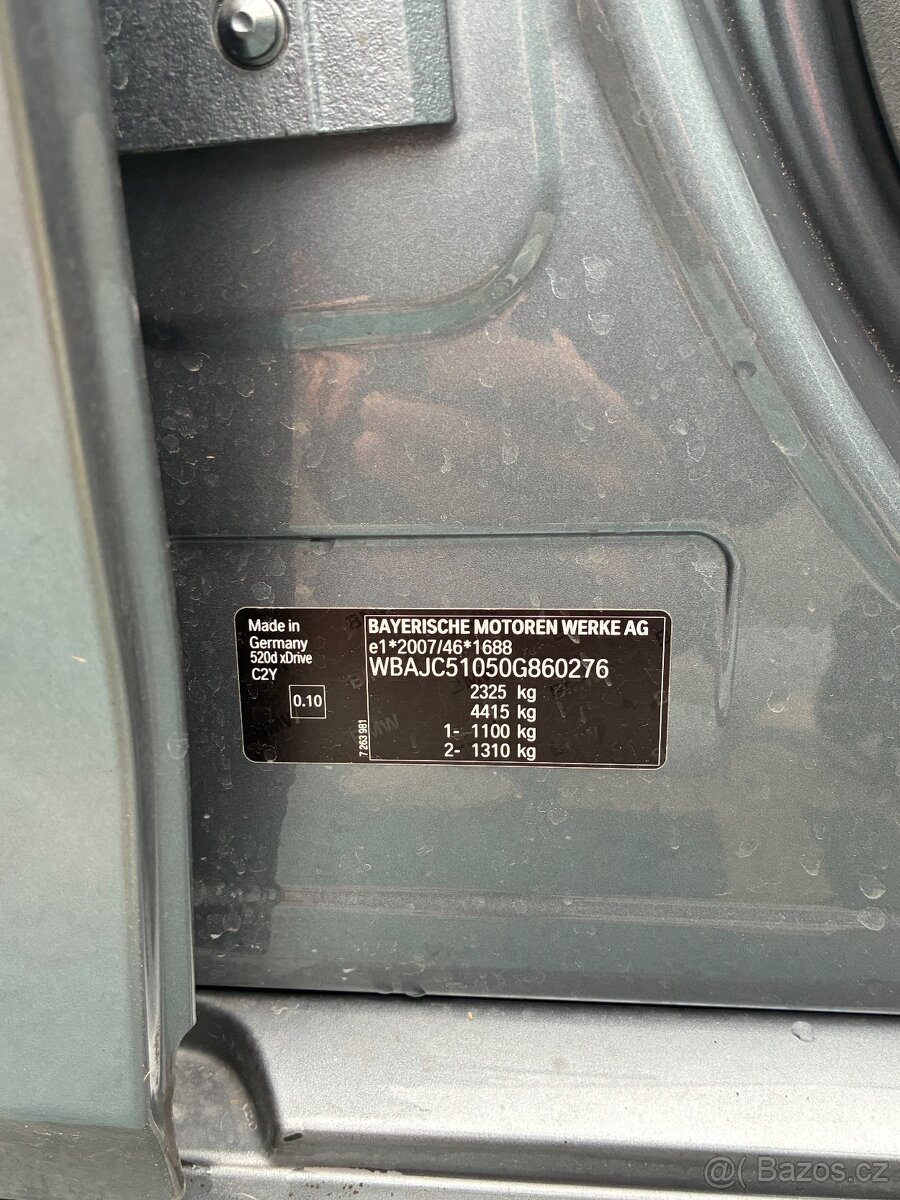 Made in
Germany
520d xDrive
C2Y
0.10
7 263 981
BAYERISCHE MOTOREN WERKE AG
e1*2007/46*1688
WBAJC51050G860276
2325 kg
4415 kg
1- 1100 kg
2- 1310 kg
@( Bazos.cz